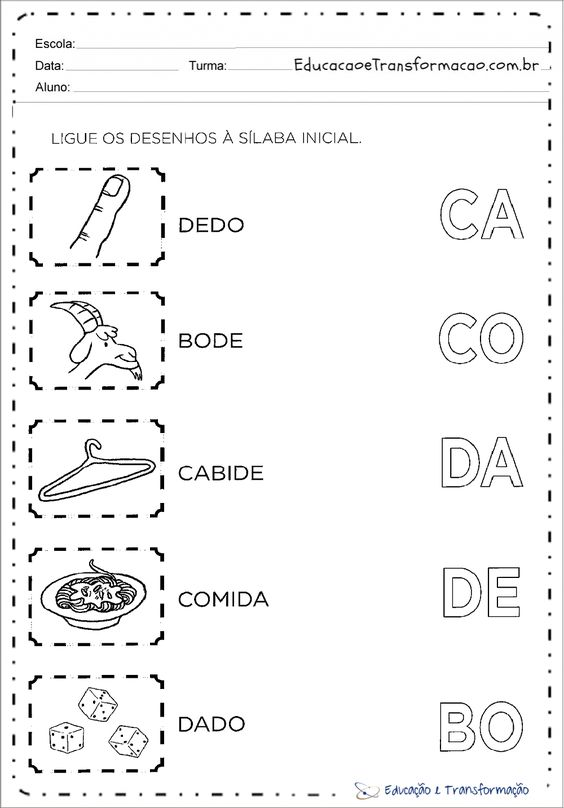 Escola:
Data: Turma: EducacaoeTransformacao.com.br
Aluno:
LIGUE OS DESENHOS À SÍLABA INICIAL.
DEDO CA
BODE CO
CABIDE DA
COMIDA DE
DADO BO
Educação e Transformação